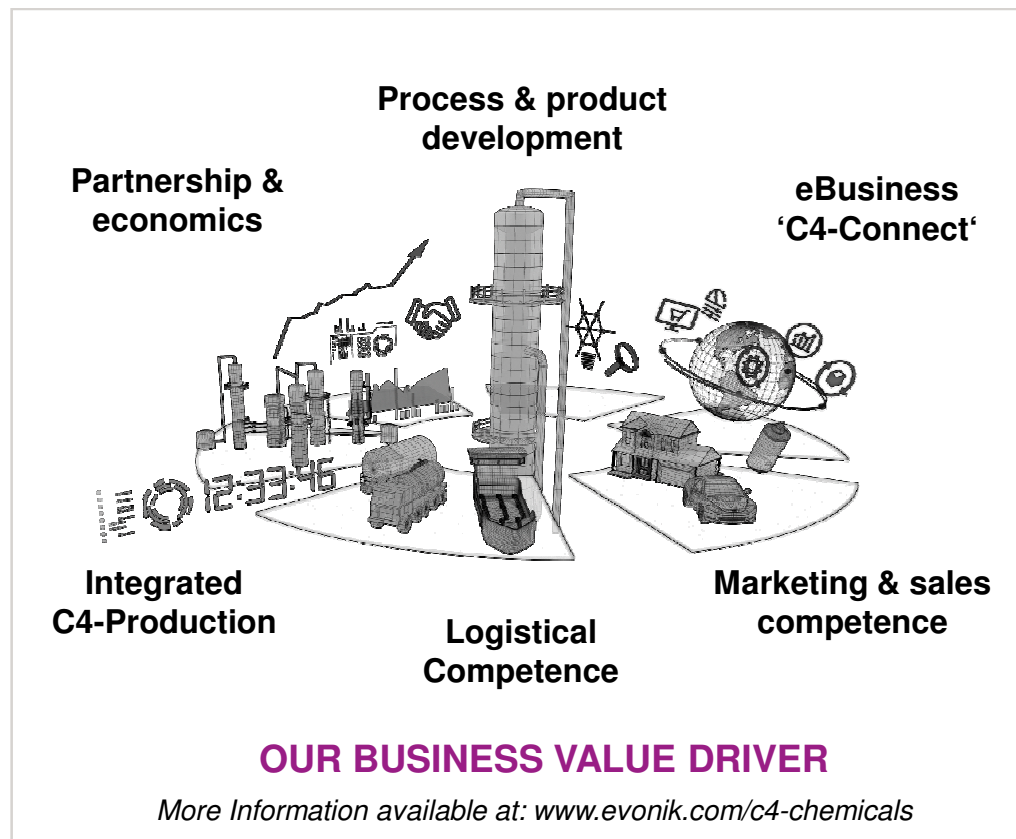 Process & product
development
Partnership &
economics
eBusiness
‘C4-Connect‘
12:33:46
Integrated
C4-Production
Marketing & sales
competence
Logistical
Competence
OUR BUSINESS VALUE DRIVER
More Information available at: www.evonik.com/c4-chemicals